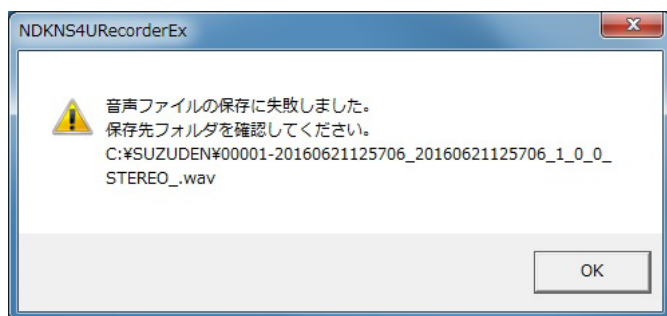 NDKNS4URecorderEx
音声ファイルの保存に失敗しました。
保存先フォルダを確認してください。
C:¥SUZUDEN¥00001-20160621125706_20160621125706_1_0_0_
STEREO_.wav
OK